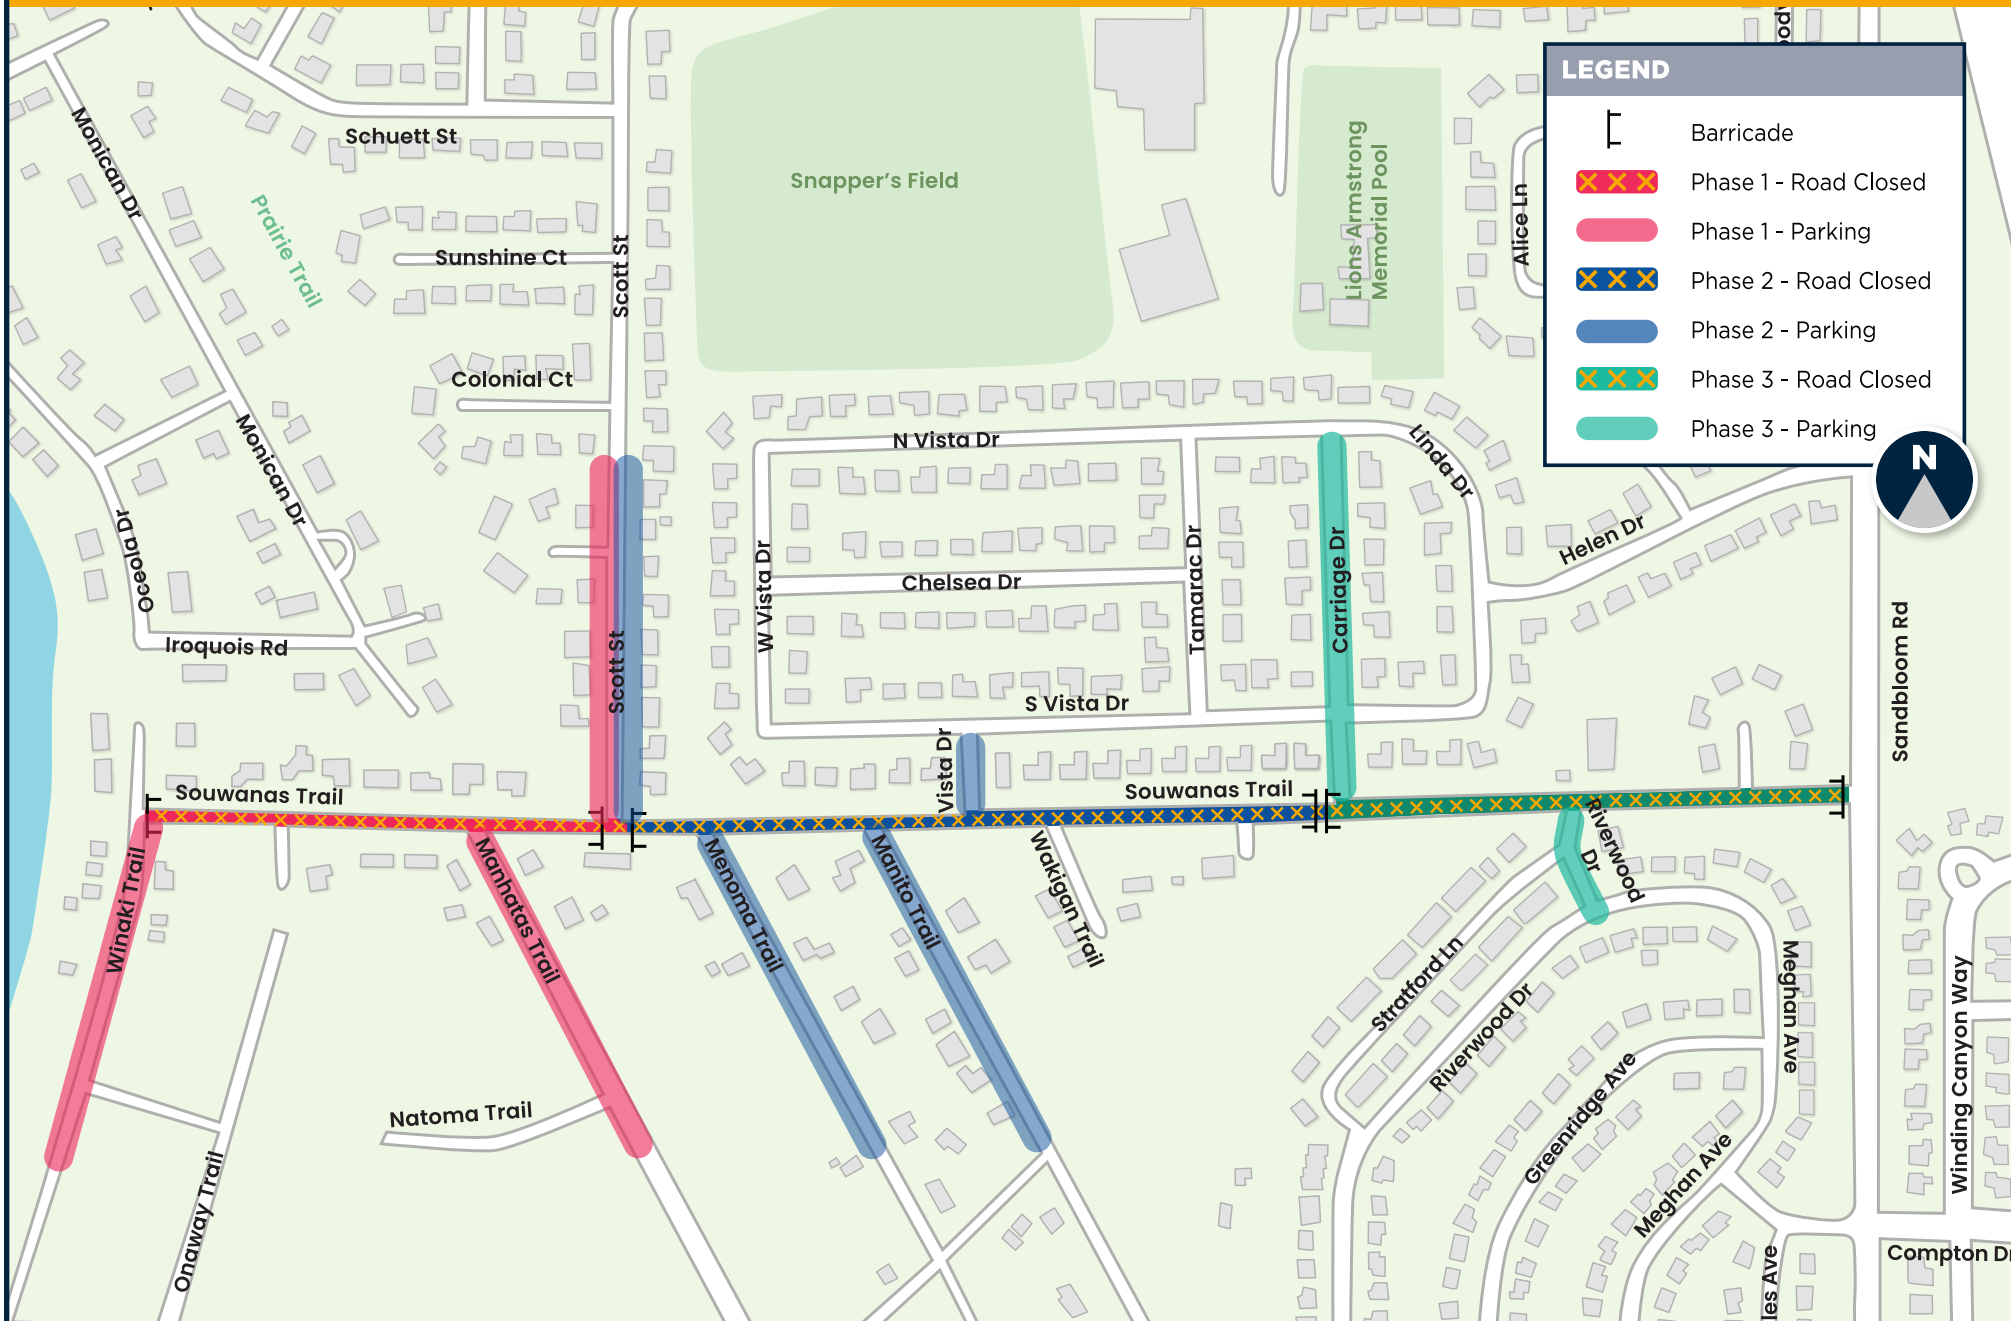 LEGEND
Barricade
Phase 1 - Road Closed
Phase 1 - Parking
Phase 2 - Road Closed
Phase 2 - Parking
Phase 3 - Road Closed
Phase 3 - Parking
N
Schuett St
Monican Dr
Prairie Trail
Sunshine Ct
Scott St
Colonial Ct
Snapper's Field
Lions Armstrong
Memorial Pool
Alice Ln
Monican Dr
Occeola Dr
Iroquois Rd
Scott St
N Vista Dr
Linda Dr
W Vista Dr
Chelsea Dr
Tamarac Dr
Carriage Dr
Helen Dr
S Vista Dr
Vista Dr
Sandbloom Rd
Souwanas Trail
Souwanas Trail
Winaki Trail
Manhatas Trail
Menoma Trail
Manito Trail
Wakigan Trail
Riverwood
Dr
Stratford Ln
Riverwood Dr
Meghan Ave
Greenridge Ave
Meghan Ave
Winding Canyon Way
Natoma Trail
Onaway Trail
Compton Dr
les Ave